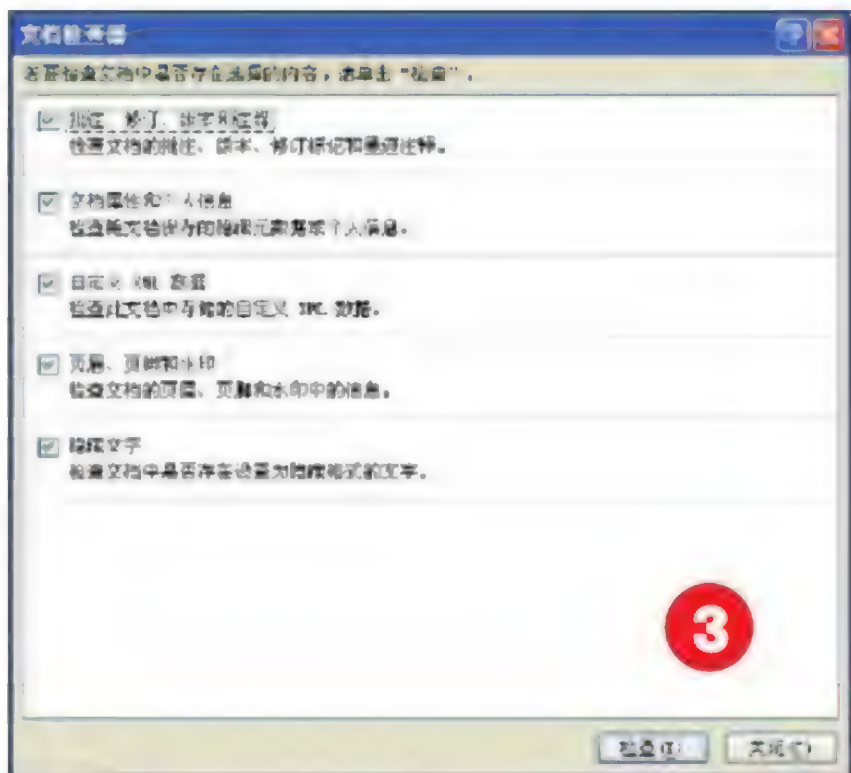 文档检查器
若要检查文档中是否存在选择的内容，请单击"检查"。
批注、修订、版本和注释
检查文档的批注、版本、修订标记和墨迹注释。
文档属性和个人信息
检查随文档保存的隐藏元数据或个人信息。
自定义 XML 数据
检查此文档中存储的自定义 XML 数据。
页眉、页脚和水印
检查文档的页眉、页脚和水印中的信息。
隐藏文字
检查文档中是否存在设置为隐藏格式的文字。
3
检查(I) 关闭(C)